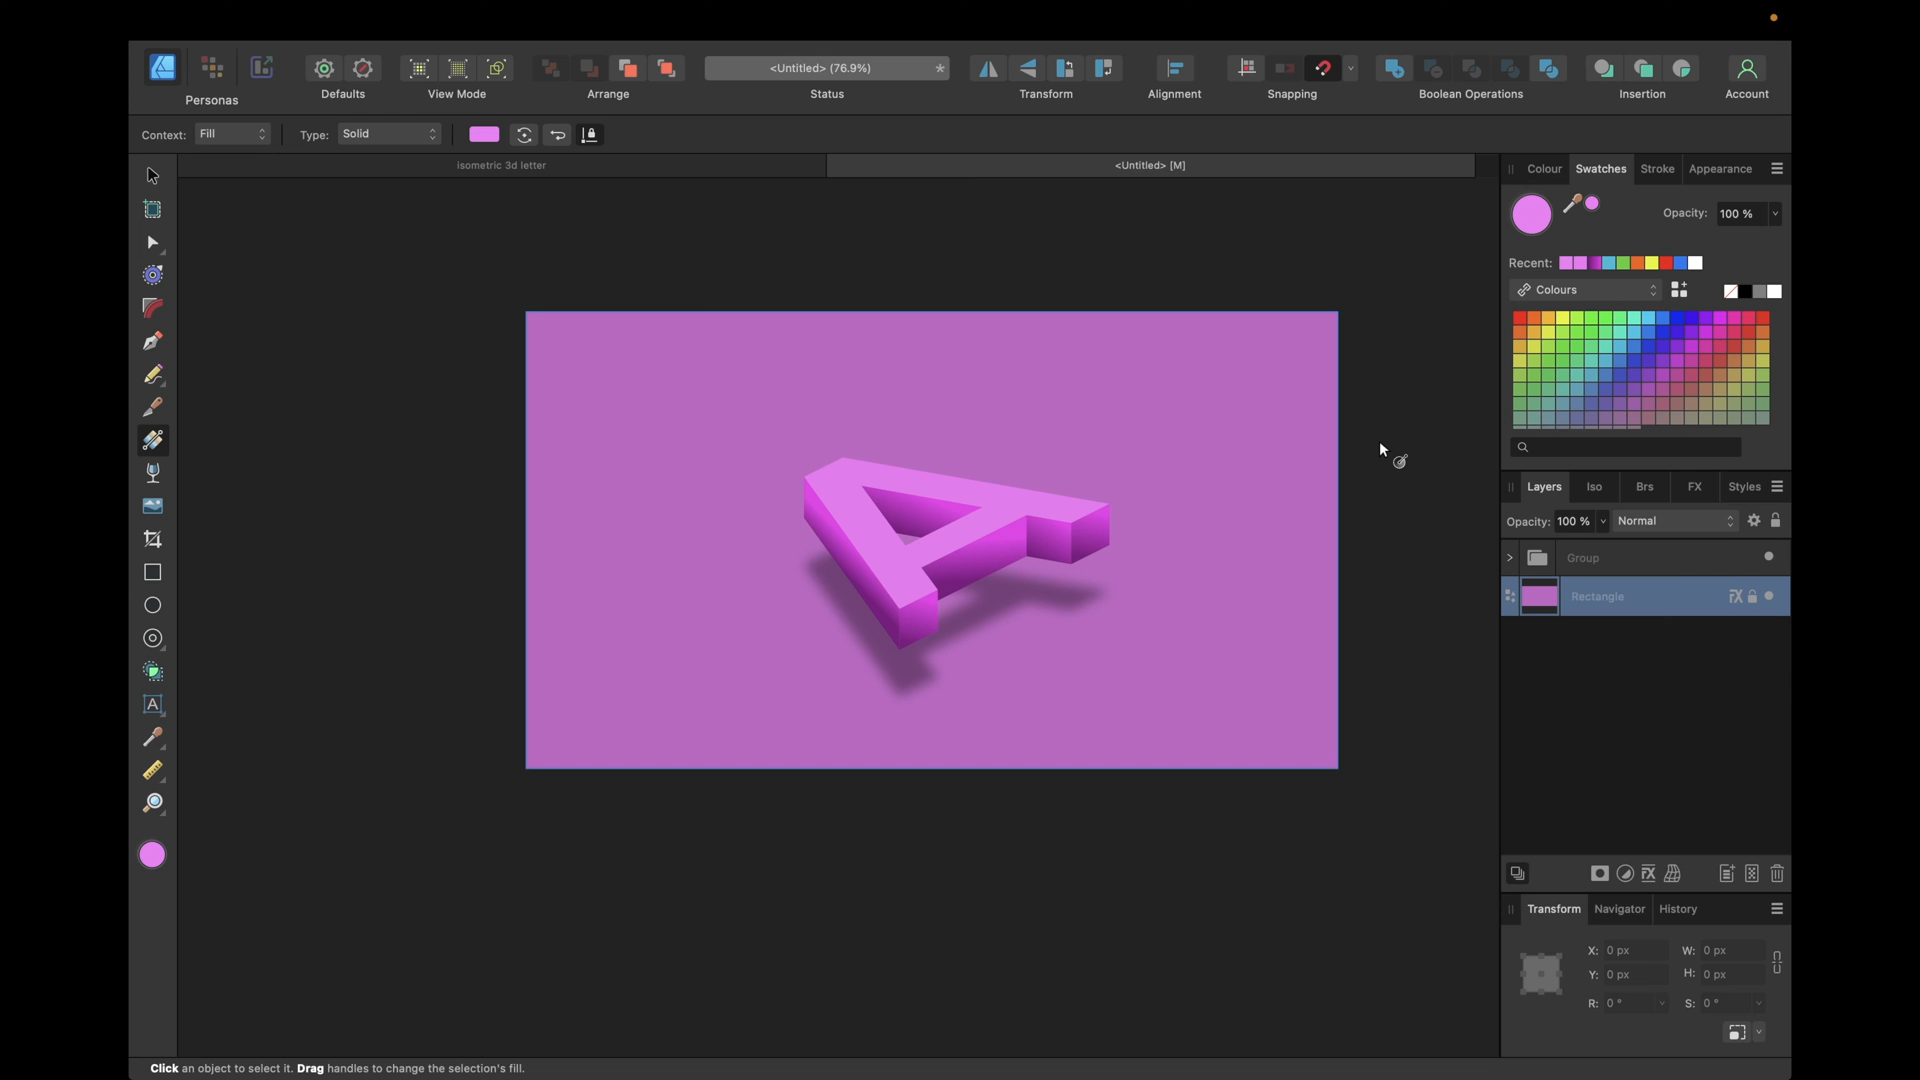 <Untitled> (76.9%) *
Personas Defaults View Mode Arrange Status Transform Alignment Snapping Boolean Operations Insertion Account
Context: Fill Type: Solid
isometric 3d letter <Untitled> [M]
Colour Swatches Stroke Appearance
Opacity: 100 %
Recent:
Colours
Layers Iso Brs FX Styles
Opacity: 100 % Normal
Group
Rectangle
A
Transform Navigator History
X: 0 px W: 0 px
Y: 0 px H: 0 px
R: 0 ° S: 0 °
Click an object to select it. Drag handles to change the selection's fill.